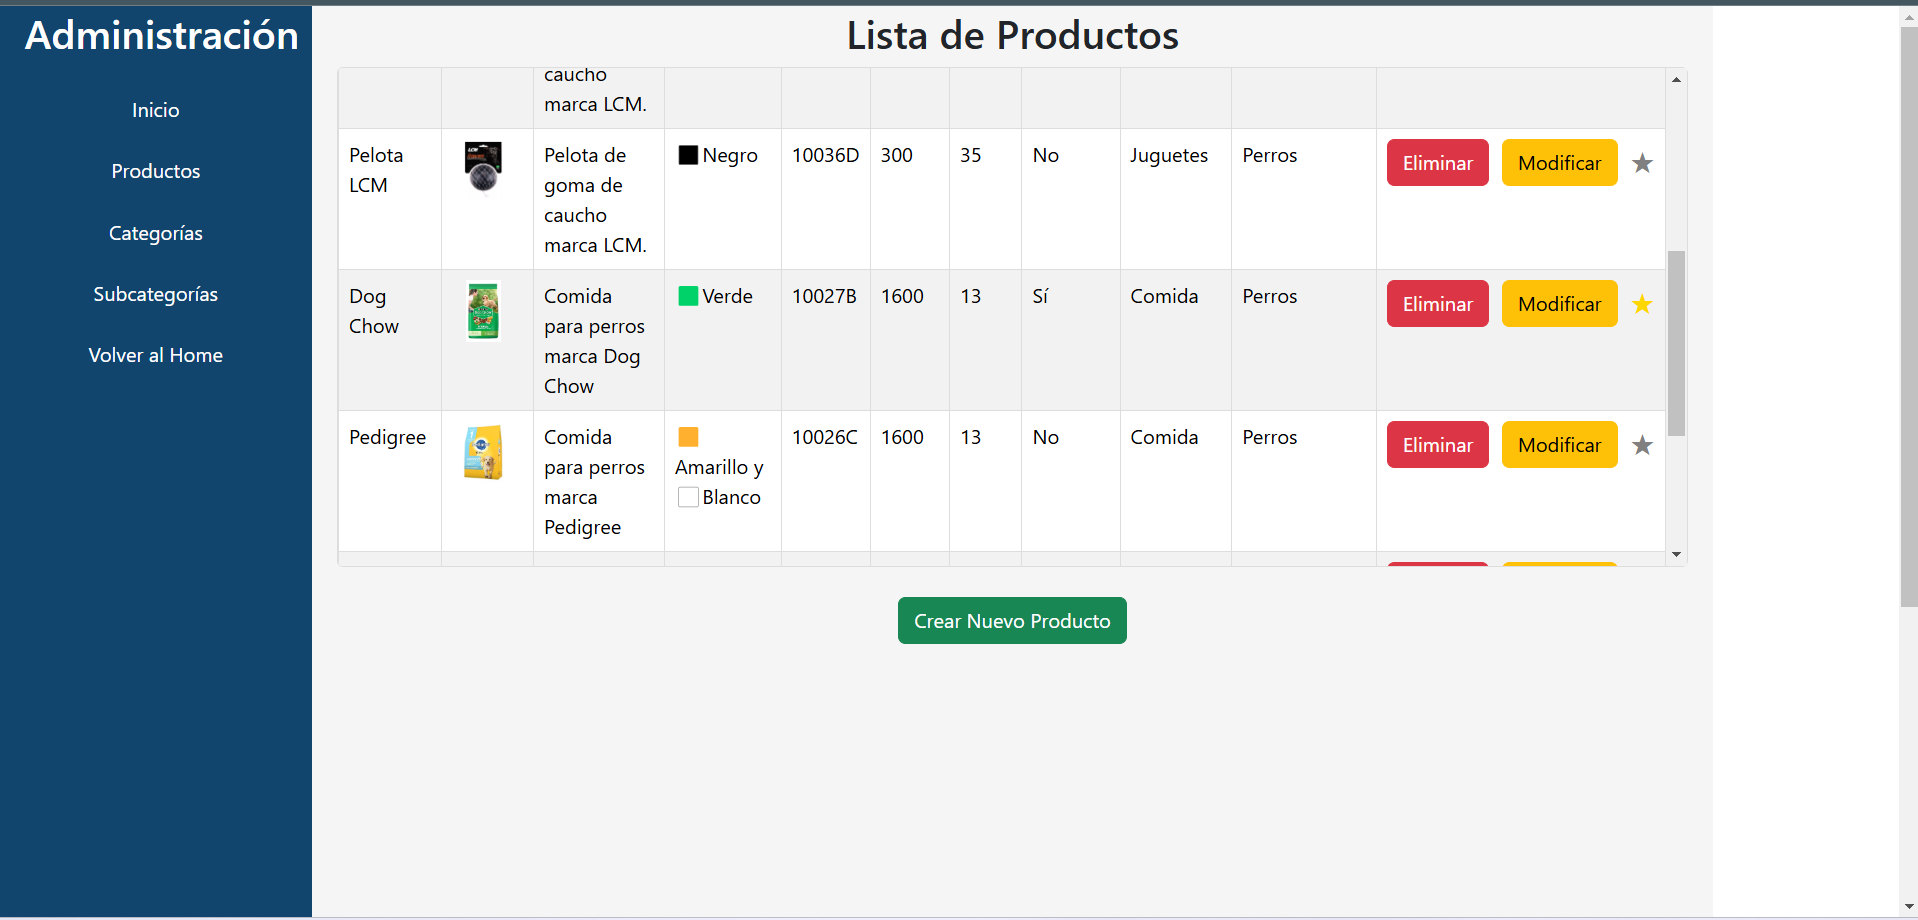 Administración
Inicio
Productos
Categorías
Subcategorías
Volver al Home
Lista de Productos
caucho
marca LCM.
Pelota
LCM
Pelota de
goma de
caucho
marca LCM.
Negro
10036D
300
35
No
Juguetes
Perros
Eliminar
Modificar
Dog
Chow
Comida
para perros
marca Dog
Chow
Verde
10027B
1600
13
Sí
Comida
Perros
Eliminar
Modificar
Pedigree
Comida
para perros
marca
Pedigree
Amarillo y
Blanco
10026C
1600
13
No
Comida
Perros
Eliminar
Modificar
Crear Nuevo Producto